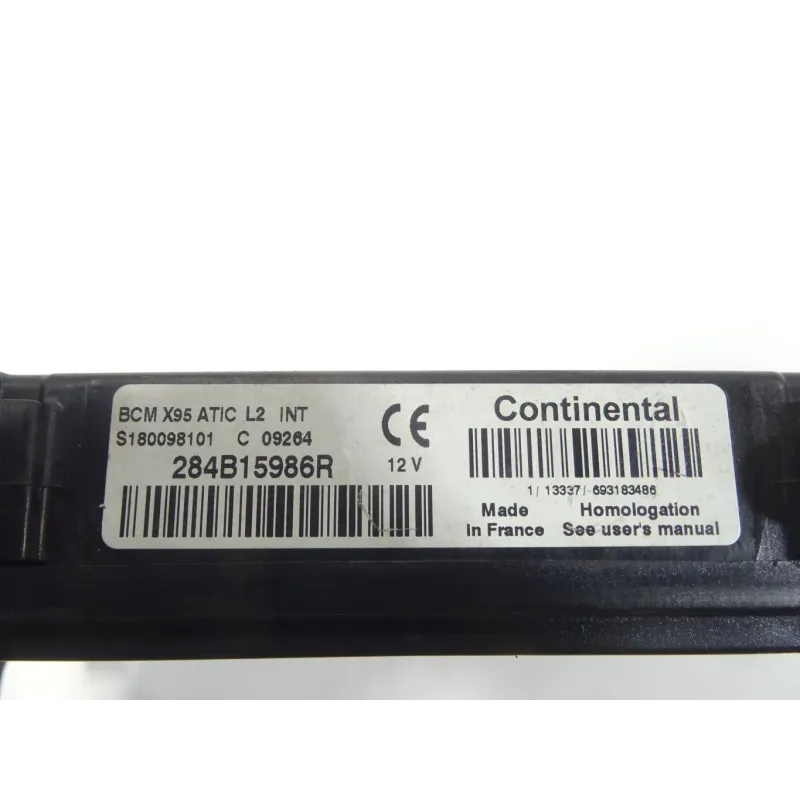 BCM X95 ATIC L2 INT
S180098101 C 09264
284B15986R
CE
12 V
Continental
1/ 13337/ 693183486
Made
in France
Homologation
See user's manual